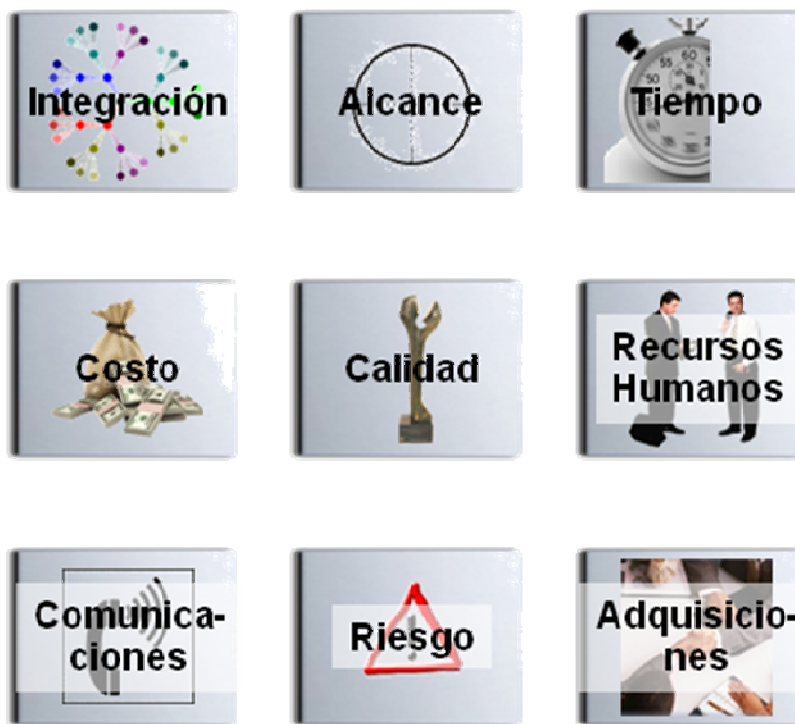 Integración
Alcance
Tiempo
Costo
Calidad
Recursos
Humanos
Comunica-
ciones
Riesgo
Adquisicio-
nes